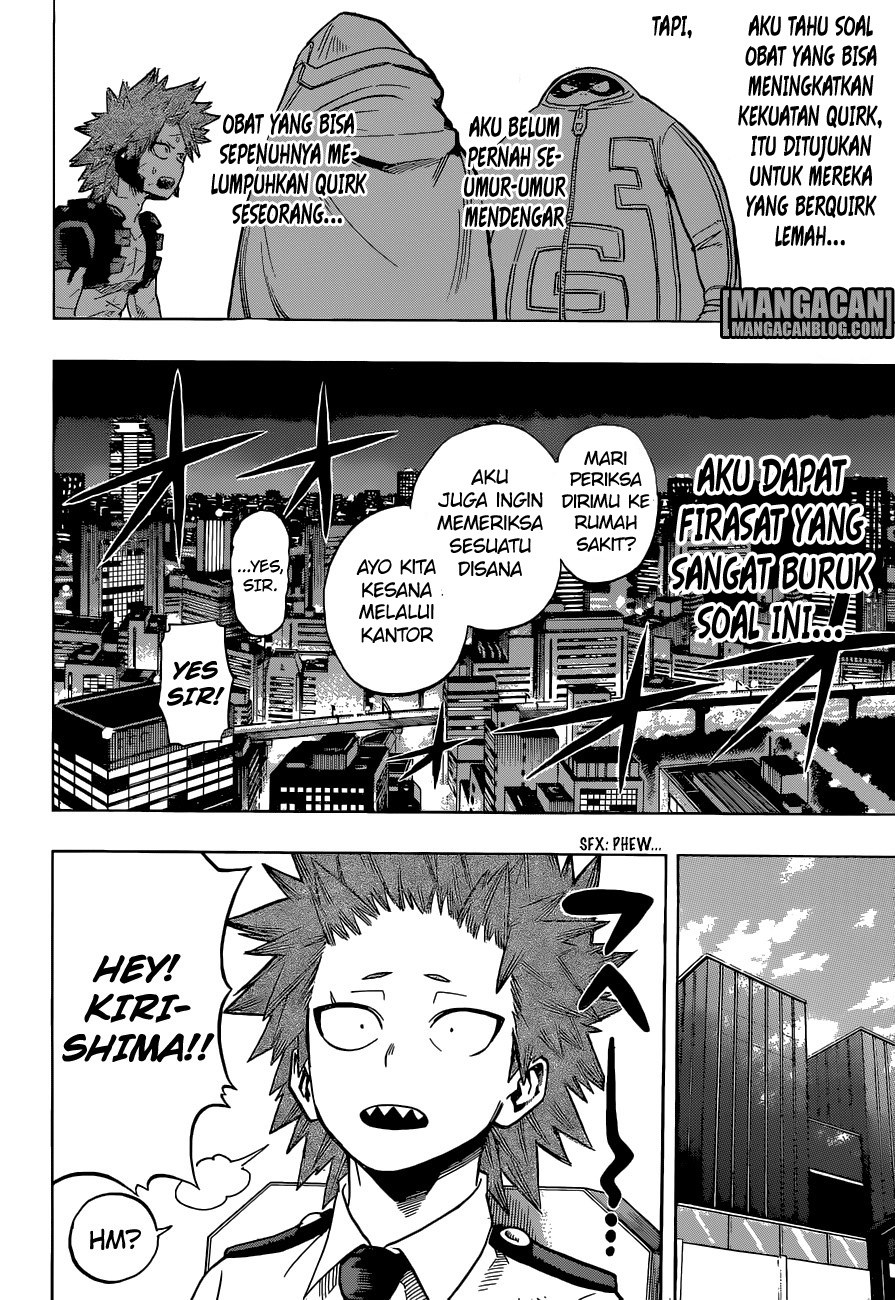 AKU TAHU SOAL
OBAT YANG BISA
MENINGKATKAN
KEKUATAN QUIRK,
ITU DITUJUKAN
UNTUK MEREKA
YANG BERQUIRK
LEMAH...
TAPI,
AKU BELUM
PERNAH SE-
UMUR-UMUR
MENDENGAR
OBAT YANG BISA
SEPENUHNYA ME-
LUMPUHKAN QUIRK
SESEORANG...
F
G
[MANGACAN]
[MANGACANBLOG.COM]
AKU DAPAT
FIRASAT YANG
SANGAT BURUK
SOAL INI...
MARI
PERIKSA
DIRIMU KE
RUMAH
SAKIT?
AKU
JUGA INGIN
MEMERIKSA
SESUATU
DISANA
AYO KITA
KESANA
MELALUI
KANTOR
...YES,
SIR.
YES
SIR!
SFX: PHEW...
HEY!
KIRI-
SHIMA!!
HM?